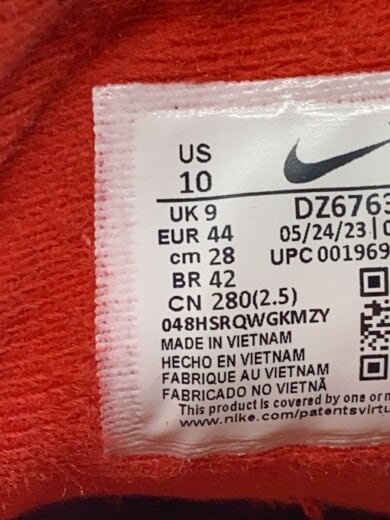 US
10
UK 9
EUR 44
cm 28
BR 42
CN 280(2.5)
DZ6763
05/24/23
UPC 001969
048HSRQWGKMZY
MADE IN VIETNAM
HECHO EN VIETNAM
FABRIQUE AU VIETNAM
FABRICADO NO VIETNÃ
This product is covered by one or
www.nike.com/patentsvirtu